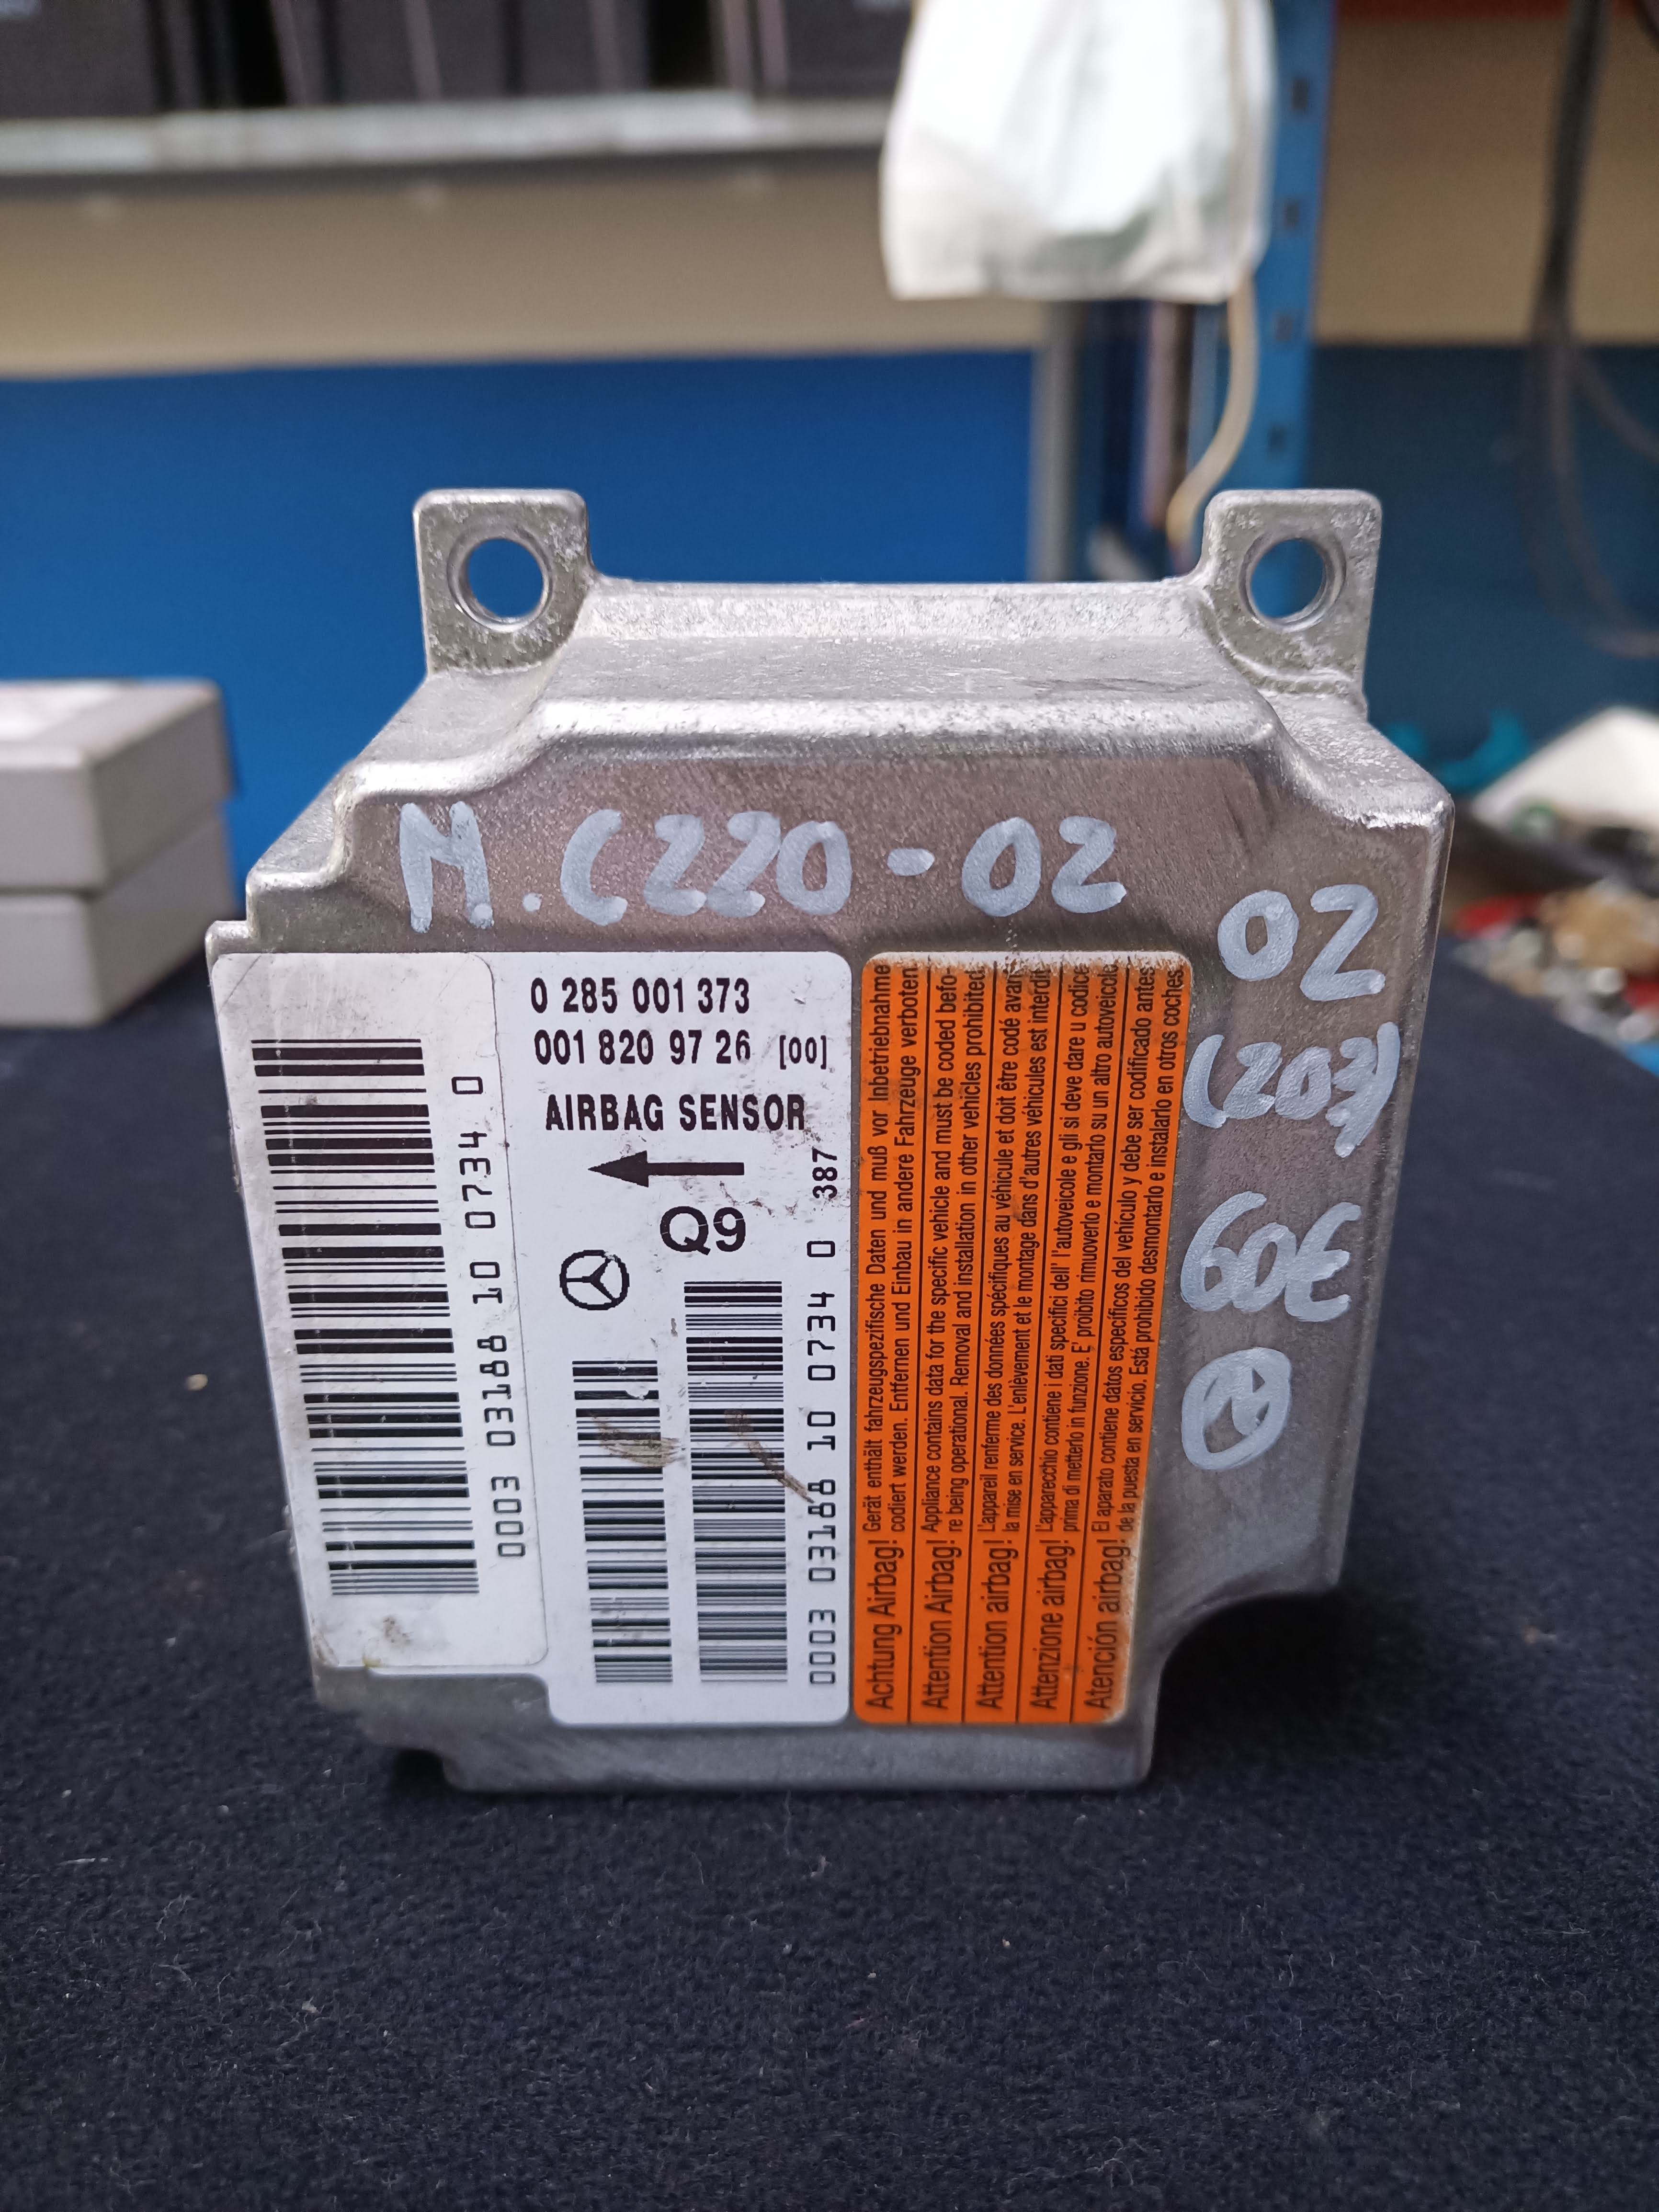 M. C220-02
02
(203)
60€
0 285 001 373
001 820 97 26 [00]
AIRBAG SENSOR
387
Q9
0003 03188 10 0734 0
0003 03188 10 0734 0
Achtung Airbag! Gerät enthält fahrzeugspezifische Daten und muß vor Inbetriebnahme
codiert werden. Entfernen und Einbau in andere Fahrzeuge verboten.
Attention Airbag! Appliance contains data for the specific vehicle and must be coded befo-
re being operational. Removal and installation in other vehicles prohibited.
Attention airbag! L'appareil renferme des données spécifiques au véhicule et doit être codé avant
la mise en service. L'enlèvement et le montage dans d'autres véhicules est interdit.
Attenzione airbag! L'apparecchio contiene i dati specifici dell' l'autoveicole e gli si deve dare u codice
prima di metterlo in funzione. E' proibito rimuoverlo e montarlo su un altro autoveicolo
Atención airbag! El aparato contiene datos específicos del vehículo y debe ser codificado antes
de la puesta en servicio. Está prohibido desmontarlo e instalarlo en otros coches.